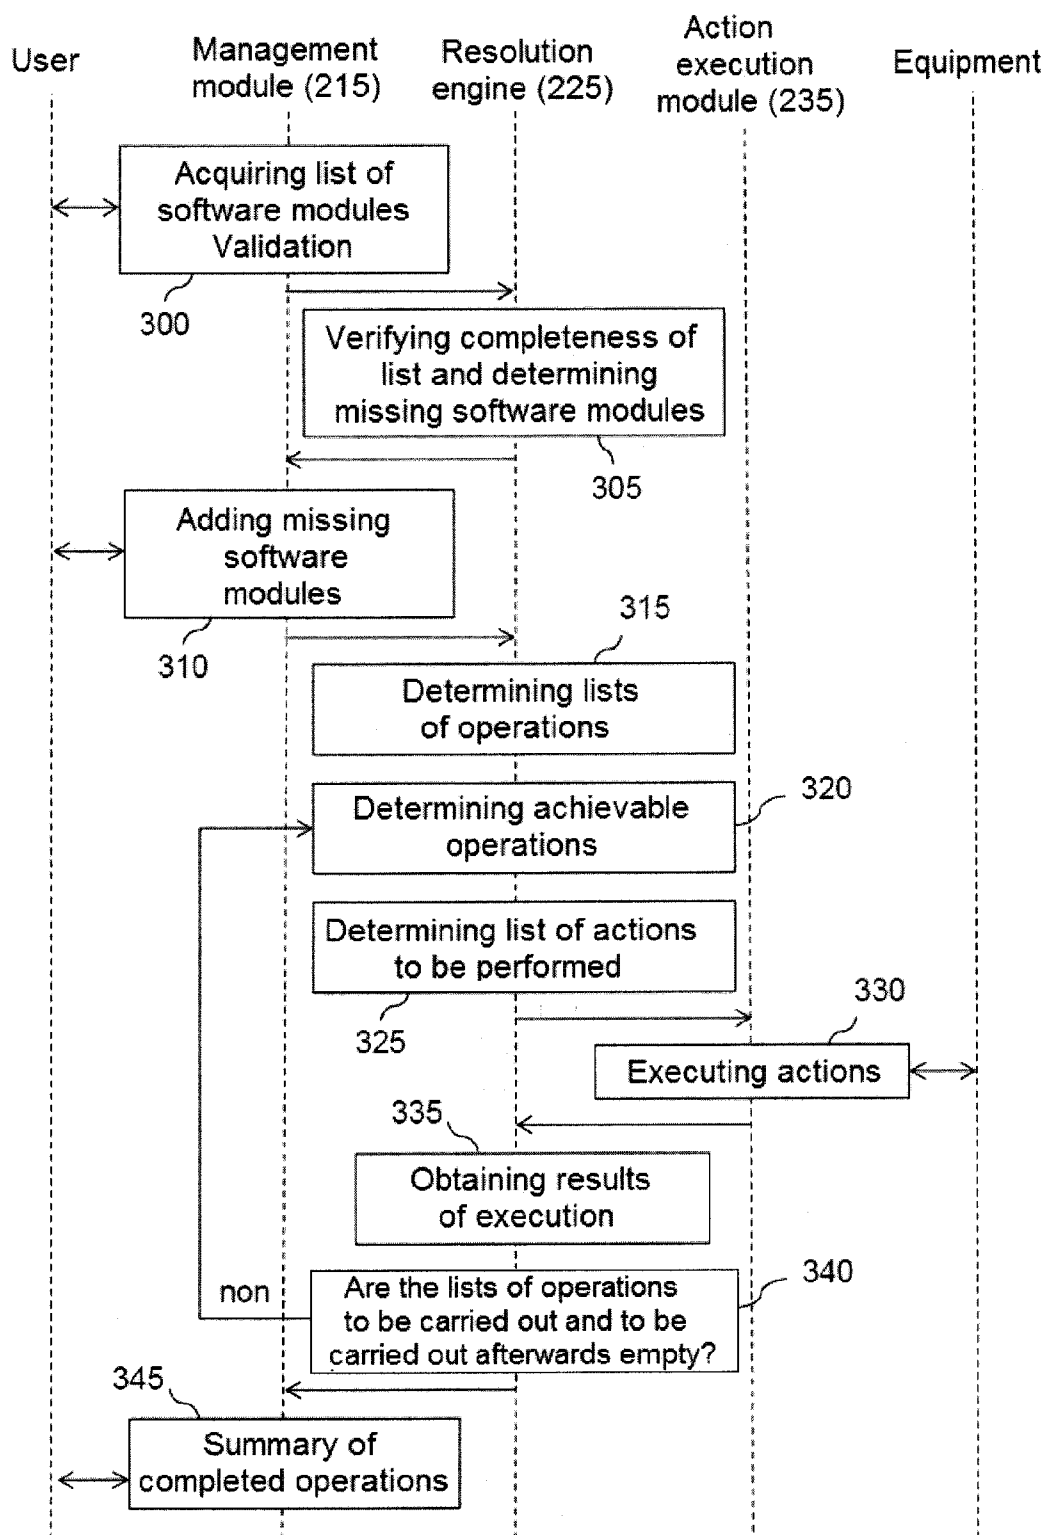 User
Management
module (215)
Resolution
engine (225)
Action
execution
module (235)
Equipment
Acquiring list of
software modules
Validation
300
Verifying completeness of
list and determining
missing software modules
305
Adding missing
software
modules
310
315
Determining lists
of operations
320
Determining achievable
operations
Determining list of actions
to be performed
325
330
Executing actions
335
Obtaining results
of execution
340
Are the lists of operations
to be carried out and to be
carried out afterwards empty?
non
345
Summary of
completed operations